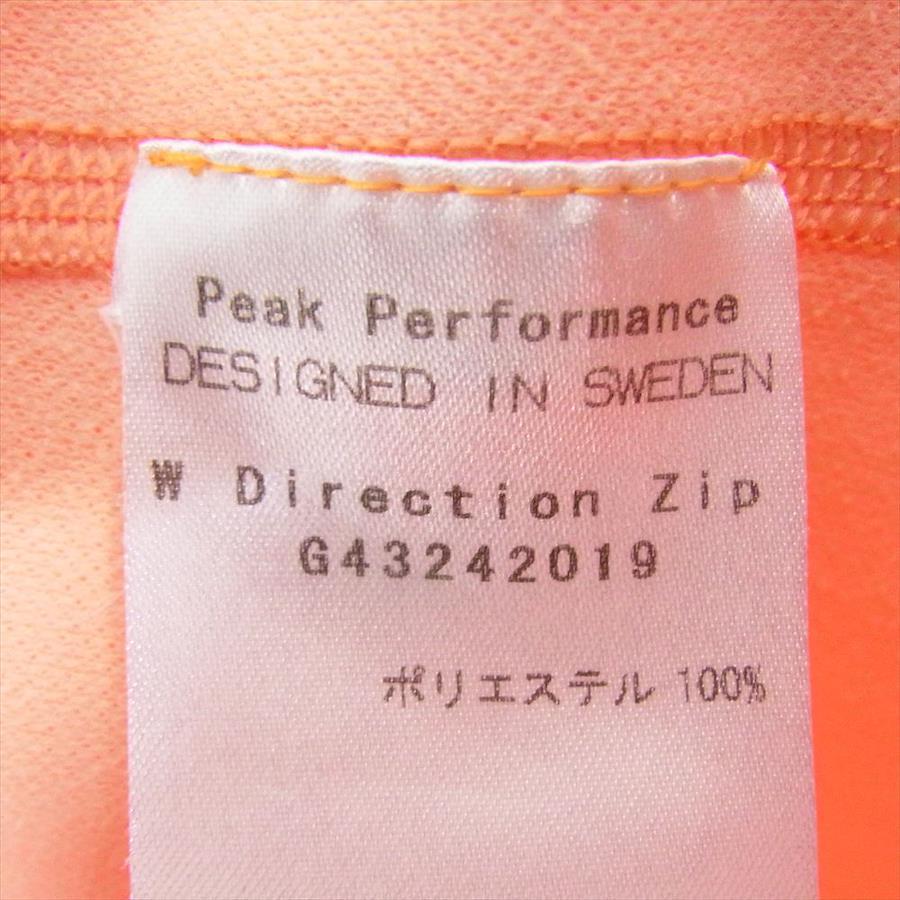 Peak Performance
DESIGNED IN SWEDEN
W Direction Zip
G43242019
ポリエステル 100%